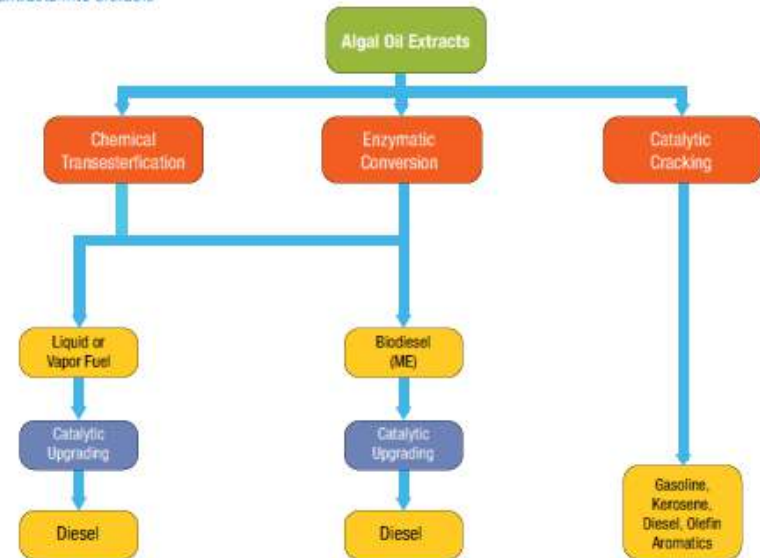 Algal Oil Extracts
Chemical
Transesterfication
Enzymatic
Conversion
Catalytic
Cracking
Liquid or
Vapor Fuel
Biodiesel
(ME)
Catalytic
Upgrading
Catalytic
Upgrading
Diesel
Diesel
Gasoline,
Kerosene,
Diesel, Olefin
Aromatics